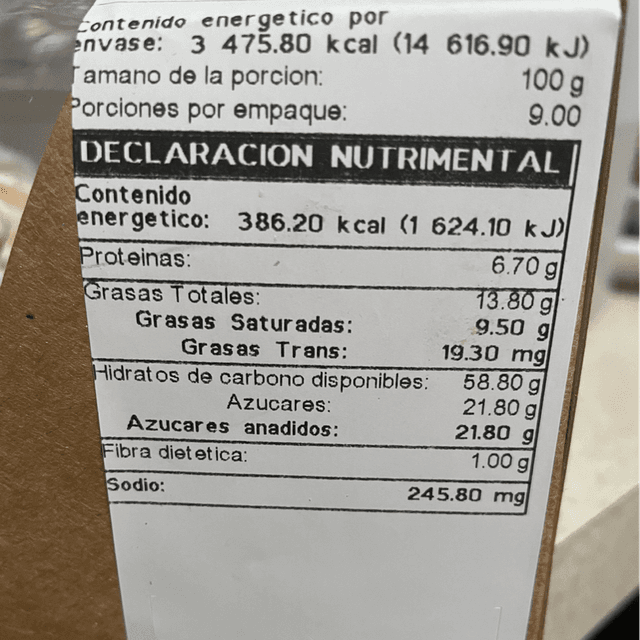 Contenido energetico por
envase: 3 475.80 kcal (14 616.90 kJ)
Tamano de la porcion: 100 g
Porciones por empaque: 9.00
DECLARACION NUTRIMENTAL
Contenido
energetico: 386.20 kcal (1 624.10 kJ)
Proteinas: 6.70 g
Grasas Totales: 13.80 g
Grasas Saturadas: 9.50 g
Grasas Trans: 19.30 mg
Hidratos de carbono disponibles: 58.80 g
Azucares: 21.80 g
Azucares anadidos: 21.80 g
Fibra dietetica: 1.00 g
Sodio: 245.80 mg